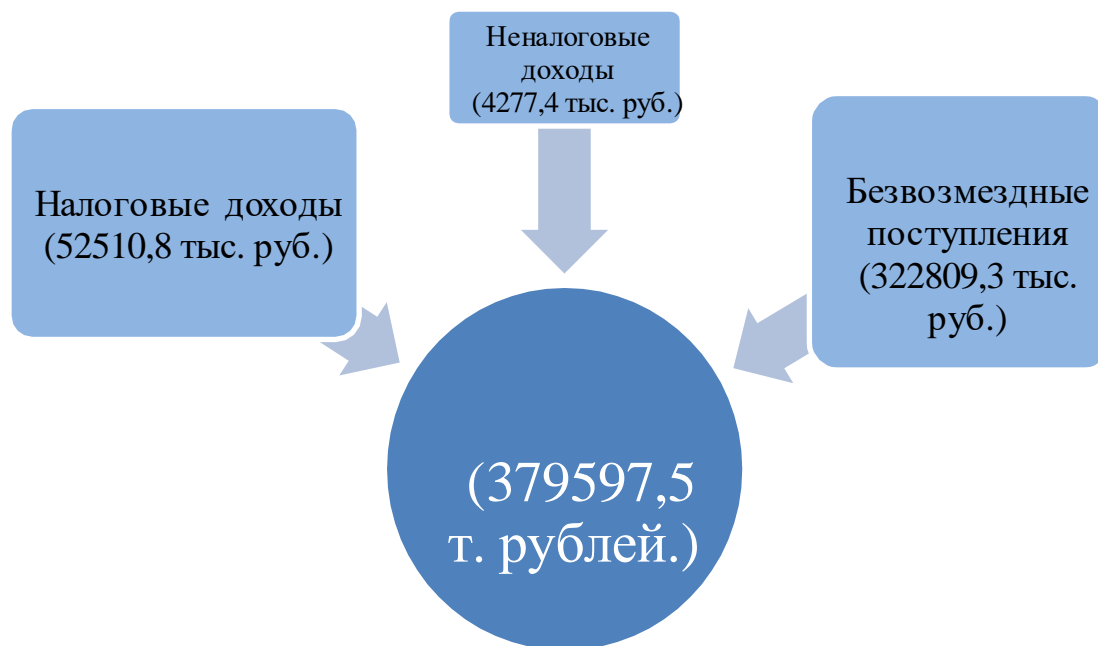 Неналоговые
доходы
(4277,4 тыс. руб.)
Налоговые доходы
(52510,8 тыс. руб.)
Безвозмездные
поступления
(322809,3 тыс.
руб.)
(379597,5
т. рублей.)